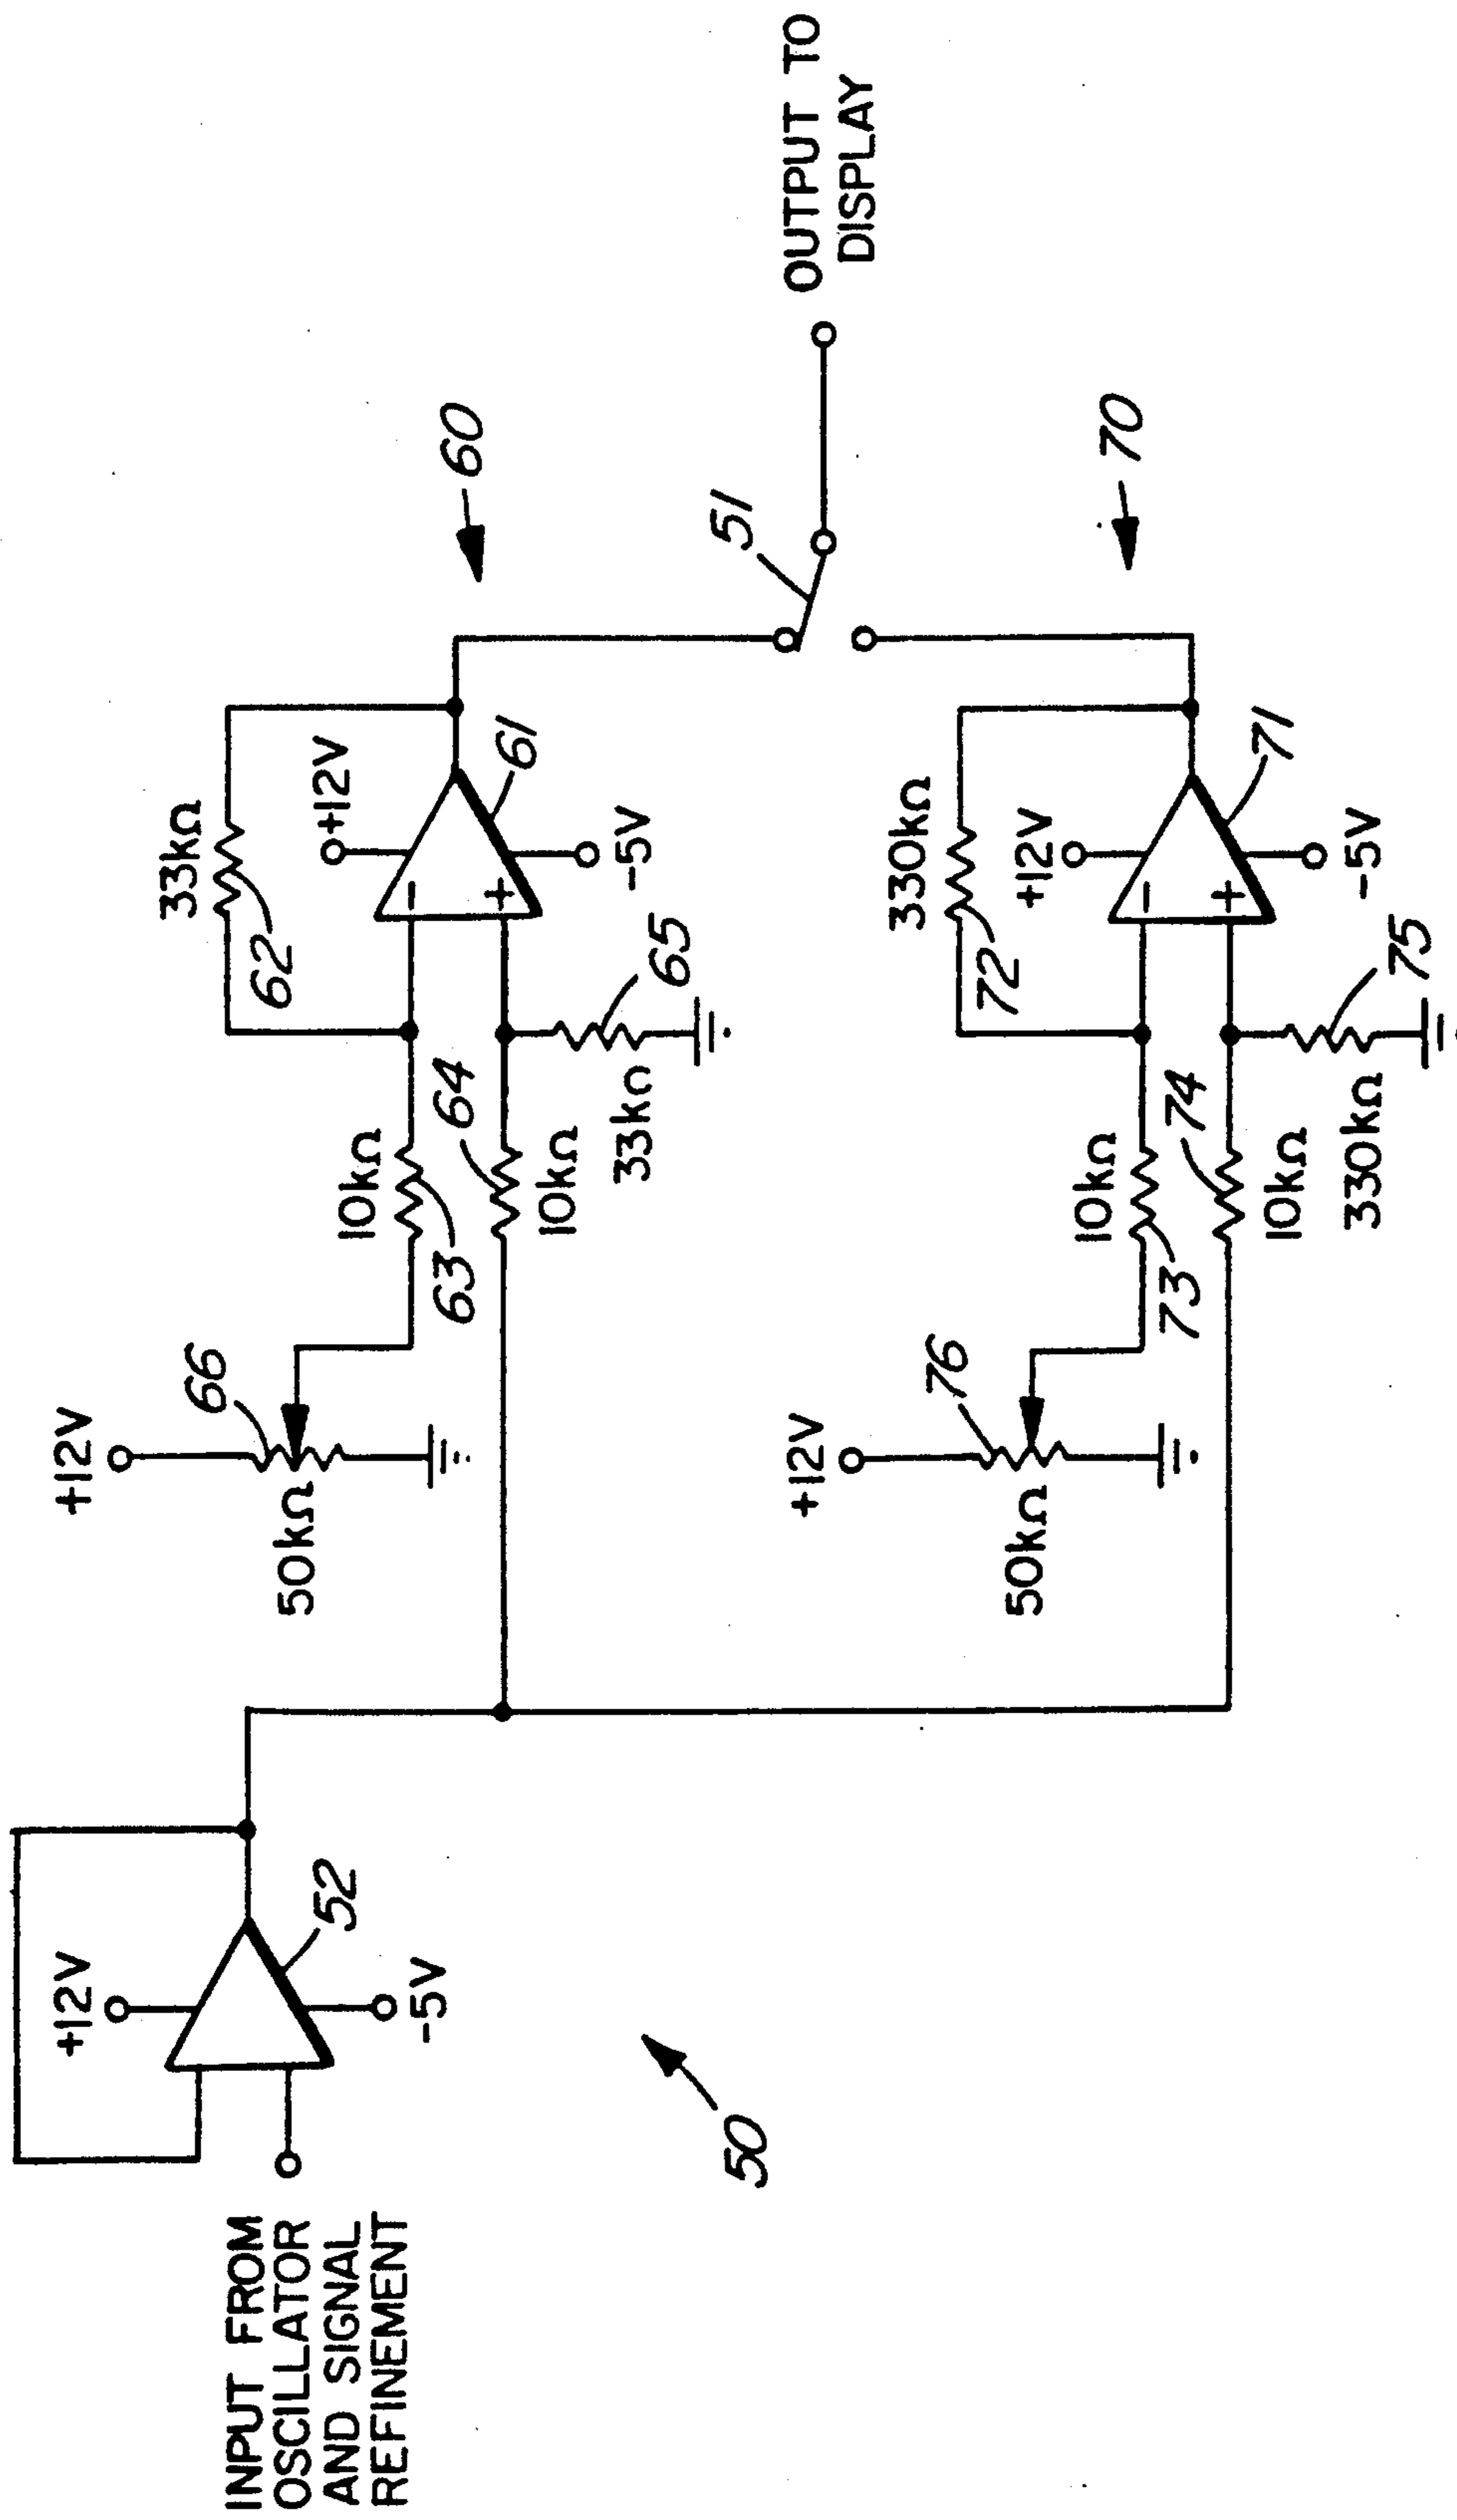 INPUT FROM
OSCILLATOR
AND SIGNAL
REFINEMENT
+12V
52
-5V
50
+12V
66
50kΩ
10kΩ
63
64
10kΩ
33kΩ
62
+12V
61
-5V
65
33kΩ
60
51
OUTPUT TO
DISPLAY
+12V
76
50kΩ
10kΩ
73
74
10kΩ
330kΩ
72
+12V
71
-5V
75
330kΩ
70